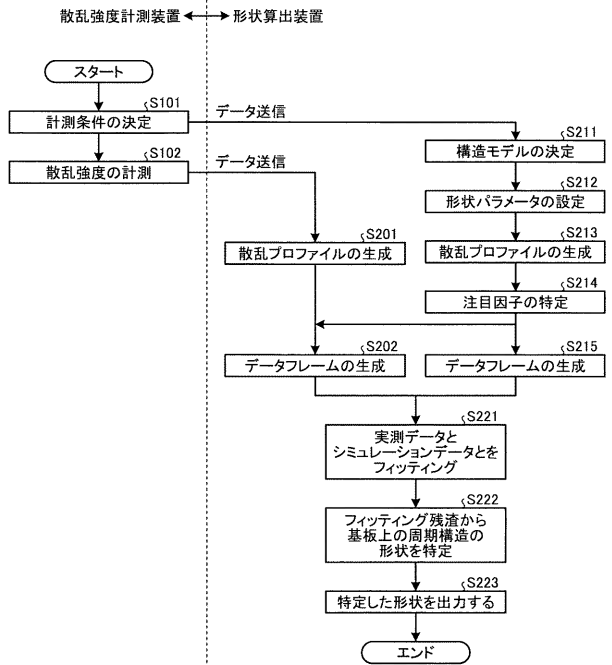 散乱強度計測装置
形状算出装置
スタート
S101
計測条件の決定
データ送信
S102
散乱強度の計測
データ送信
S211
構造モデルの決定
S212
形状パラメータの設定
S201
散乱プロファイルの生成
S213
散乱プロファイルの生成
S214
注目因子の特定
S202
データフレームの生成
S215
データフレームの生成
S221
実測データと
シミュレーションデータとを
フィッティング
S222
フィッティング残渣から
基板上の周期構造の
形状を特定
S223
特定した形状を出力する
エンド